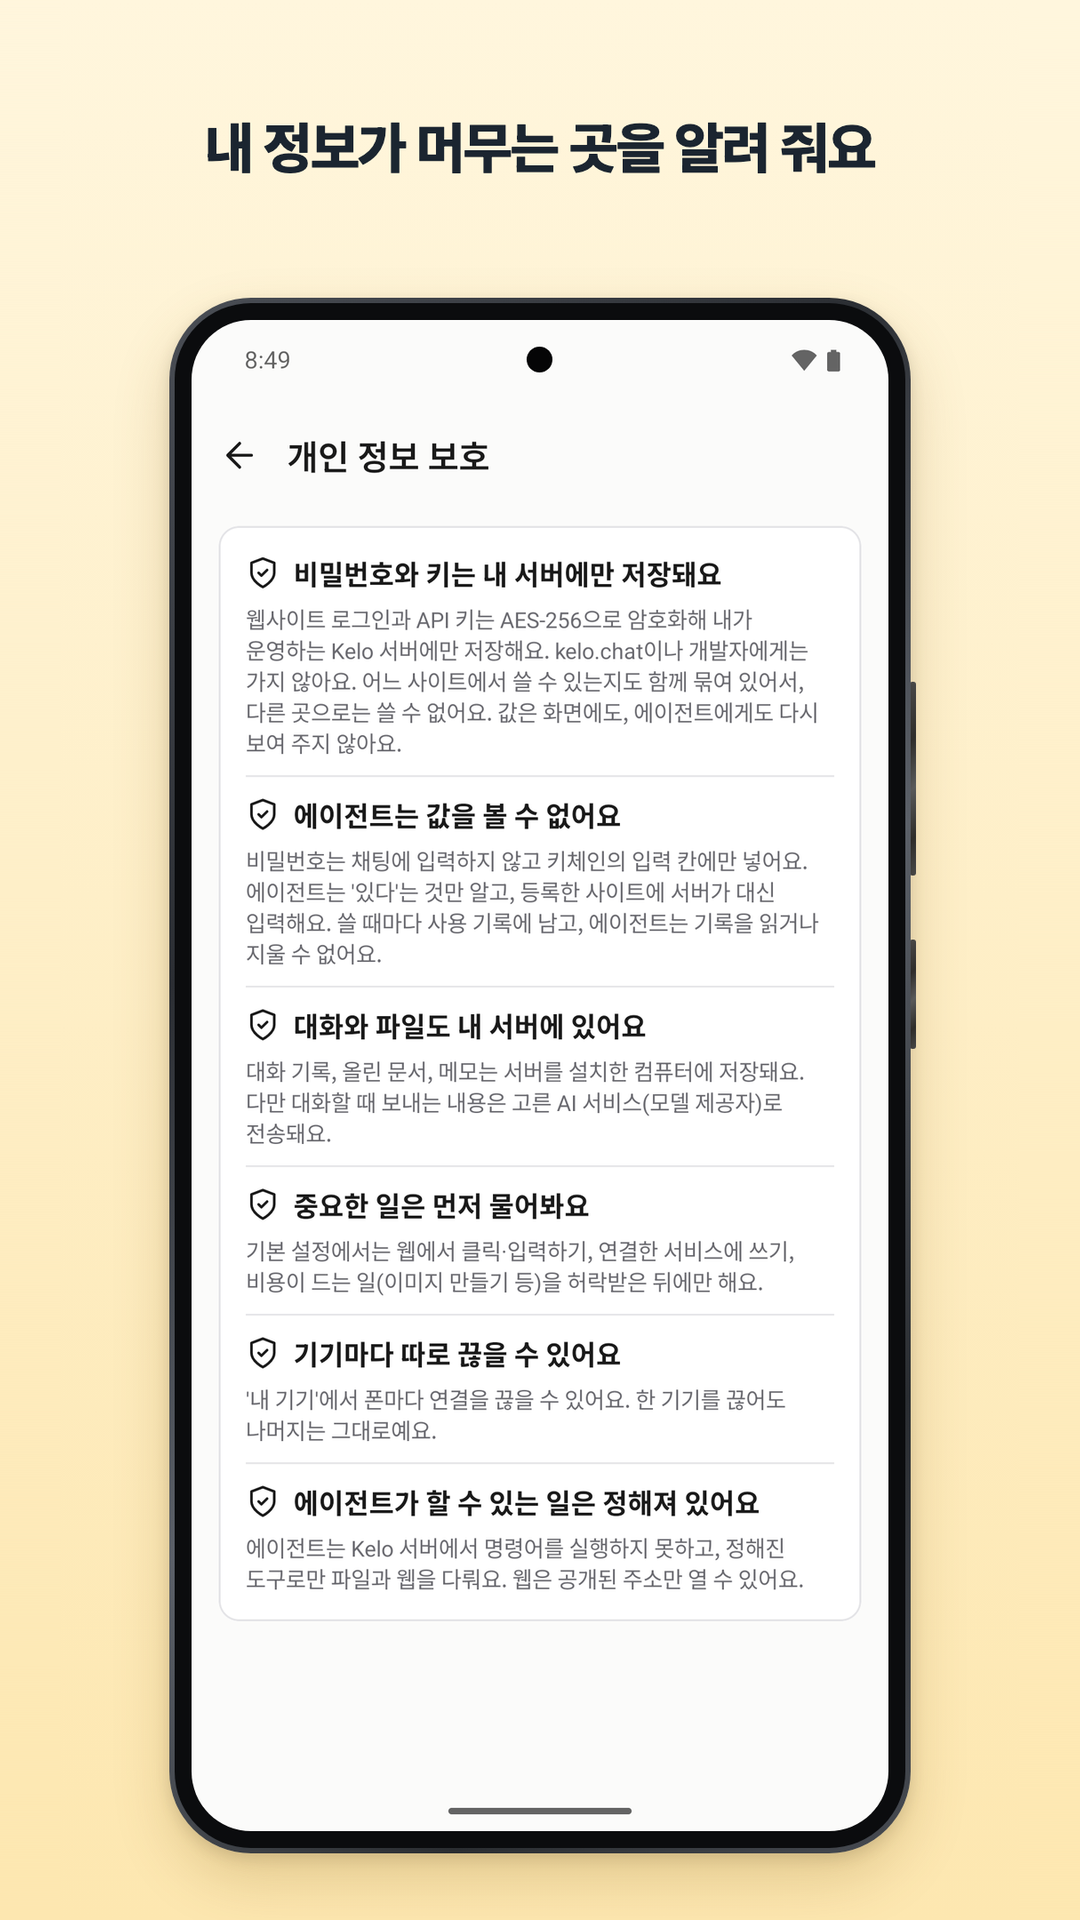 내 정보가 머무는 곳을 알려 줘요
8:49
개인 정보 보호
비밀번호와 키는 내 서버에만 저장돼요
웹사이트 로그인과 API 키는 AES-256으로 암호화해 내가
운영하는 Kelo 서버에만 저장해요. kelo.chat이나 개발자에게는
가지 않아요. 어느 사이트에서 쓸 수 있는지도 함께 묶여 있어서,
다른 곳으로는 쓸 수 없어요. 값은 화면에도, 에이전트에게도 다시
보여 주지 않아요.
에이전트는 값을 볼 수 없어요
비밀번호는 채팅에 입력하지 않고 키체인의 입력 칸에만 넣어요.
에이전트는 '있다'는 것만 알고, 등록한 사이트에 서버가 대신
입력해요. 쓸 때마다 사용 기록에 남고, 에이전트는 기록을 읽거나
지울 수 없어요.
대화와 파일도 내 서버에 있어요
대화 기록, 올린 문서, 메모는 서버를 설치한 컴퓨터에 저장돼요.
다만 대화할 때 보내는 내용은 고른 AI 서비스(모델 제공자)로
전송돼요.
중요한 일은 먼저 물어봐요
기본 설정에서는 웹에서 클릭·입력하기, 연결한 서비스에 쓰기,
비용이 드는 일(이미지 만들기 등)을 허락받은 뒤에만 해요.
기기마다 따로 끊을 수 있어요
'내 기기'에서 폰마다 연결을 끊을 수 있어요. 한 기기를 끊어도
나머지는 그대로예요.
에이전트가 할 수 있는 일은 정해져 있어요
에이전트는 Kelo 서버에서 명령어를 실행하지 못하고, 정해진
도구로만 파일과 웹을 다뤄요. 웹은 공개된 주소만 열 수 있어요.